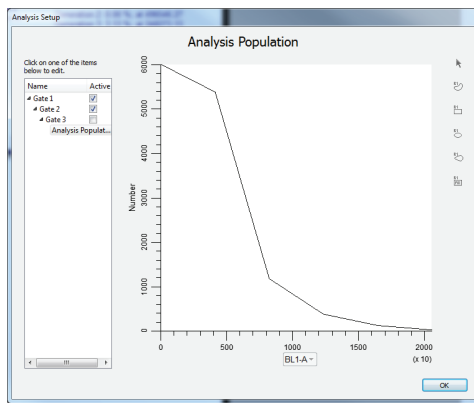 Analysis Setup
Analysis Population
Click on one of the items
below to edit.
Name Active
Gate 1
Gate 2
Gate 3
Analysis Populat...
Number
6000
5000
4000
3000
2000
1000
0
0 500 1000 1500 2000
BL1-A
(x 10)
OK